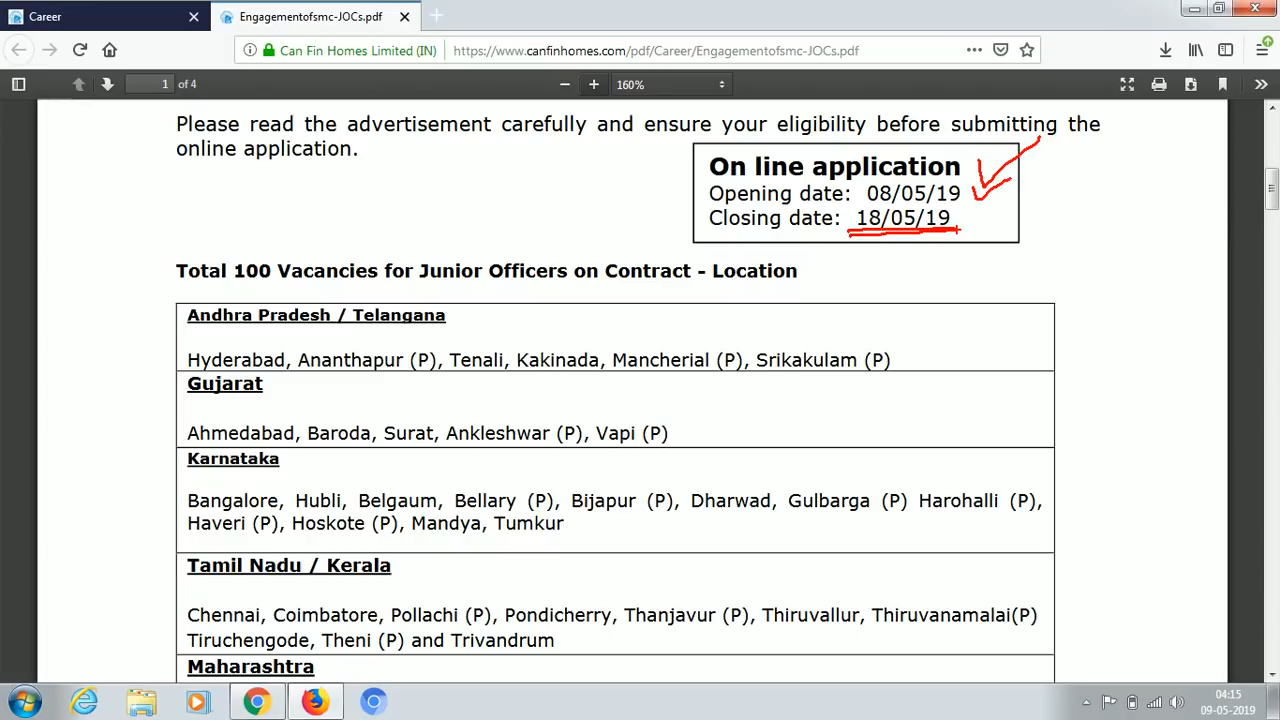 Career
Engagementofsmc-JOCs.pdf
Can Fin Homes Limited (IN)
https://www.canfinhomes.com/pdf/Career/Engagementofsmc-JOCs.pdf
1 of 4
160%
Please read the advertisement carefully and ensure your eligibility before submitting the
online application.
On line application
Opening date: 08/05/19
Closing date: 18/05/19
Total 100 Vacancies for Junior Officers on Contract - Location
Andhra Pradesh / Telangana
Hyderabad, Ananthapur (P), Tenali, Kakinada, Mancherial (P), Srikakulam (P)
Gujarat
Ahmedabad, Baroda, Surat, Ankleshwar (P), Vapi (P)
Karnataka
Bangalore, Hubli, Belgaum, Bellary (P), Bijapur (P), Dharwad, Gulbarga (P) Harohalli (P),
Haveri (P), Hoskote (P), Mandya, Tumkur
Tamil Nadu / Kerala
Chennai, Coimbatore, Pollachi (P), Pondicherry, Thanjavur (P), Thiruvallur, Thiruvanamalai(P)
Tiruchengode, Theni (P) and Trivandrum
Maharashtra
04:15
09-05-2019